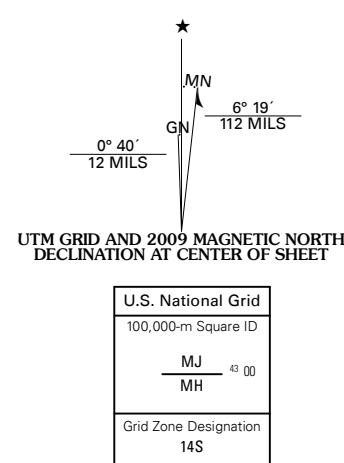 ★
MN
GN
6° 19´
112 MILS
0° 40´
12 MILS
UTM GRID AND 2009 MAGNETIC NORTH
DECLINATION AT CENTER OF SHEET
U.S. National Grid
100,000-m Square ID
MJ
43 00
MH
Grid Zone Designation
14S